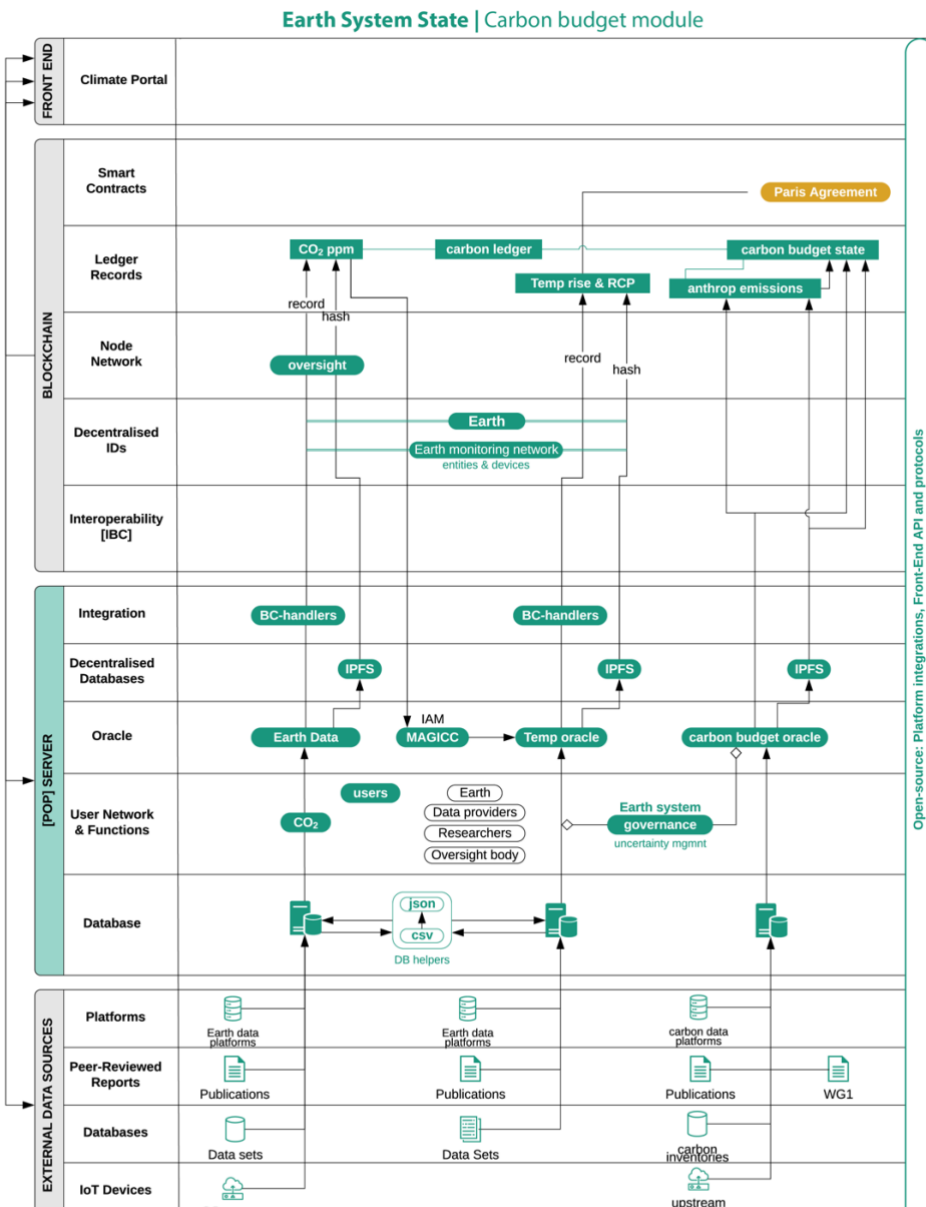 Earth System State | Carbon budget module
FRONT END
Climate Portal
BLOCKCHAIN
Smart
Contracts
Paris Agreement
Ledger
Records
CO₂ ppm
carbon ledger
carbon budget state
Temp rise & RCP
anthrop emissions
record
hash
Node
Network
oversight
record
hash
Decentralised
IDs
Earth
Earth monitoring network
entities & devices
Interoperability
[IBC]
[POP] SERVER
Integration
BC-handlers
BC-handlers
Decentralised
Databases
IPFS
IPFS
IPFS
Oracle
Earth Data
IAM
MAGICC
Temp oracle
carbon budget oracle
User Network
& Functions
users
CO₂
Earth
Data providers
Researchers
Oversight body
Earth system
governance
uncertainty mgmnt
Database
json
csv
DB helpers
EXTERNAL DATA SOURCES
Platforms
Earth data
platforms
Earth data
platforms
carbon data
platforms
Peer-Reviewed
Reports
Publications
Publications
Publications
WG1
Databases
Data sets
Data Sets
carbon
inventories
IoT Devices
upstream
Open-source: Platform integrations, Front-End API and protocols